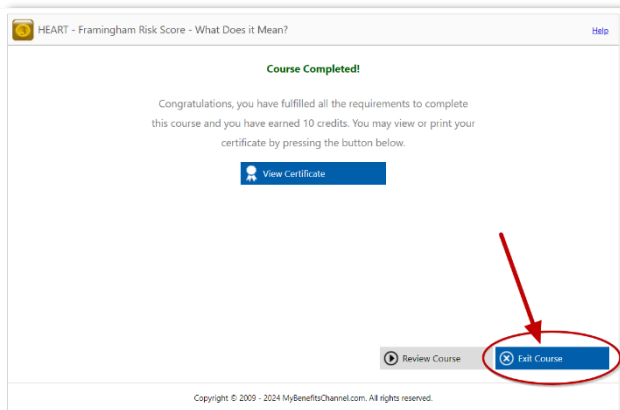 HEART - Framingham Risk Score - What Does it Mean?
Help
Course Completed!
Congratulations, you have fulfilled all the requirements to complete
this course and you have earned 10 credits. You may view or print your
certificate by pressing the button below.
View Certificate
Review Course
Exit Course
Copyright © 2009 - 2024 MyBenefitsChannel.com. All rights reserved.